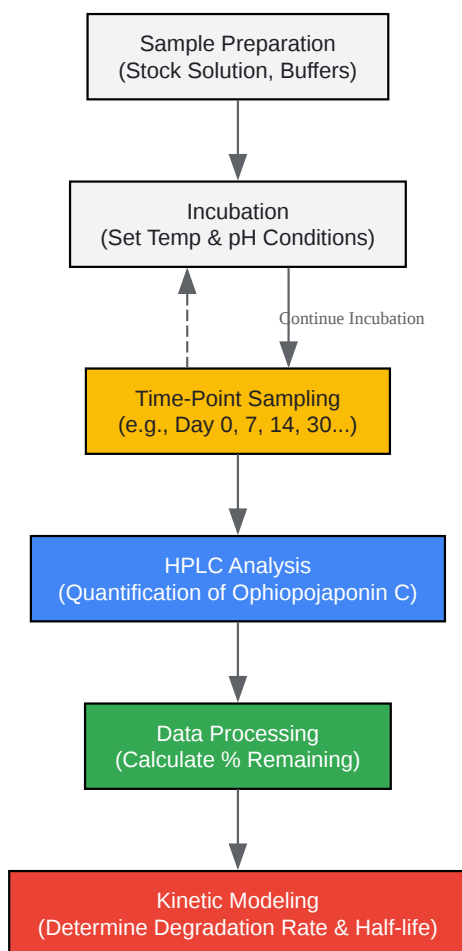 Sample Preparation
(Stock Solution, Buffers)
Incubation
(Set Temp & pH Conditions)
Continue Incubation
Time-Point Sampling
(e.g., Day 0, 7, 14, 30...)
HPLC Analysis
(Quantification of Ophiopojaponin C)
Data Processing
(Calculate % Remaining)
Kinetic Modeling
(Determine Degradation Rate & Half-life)